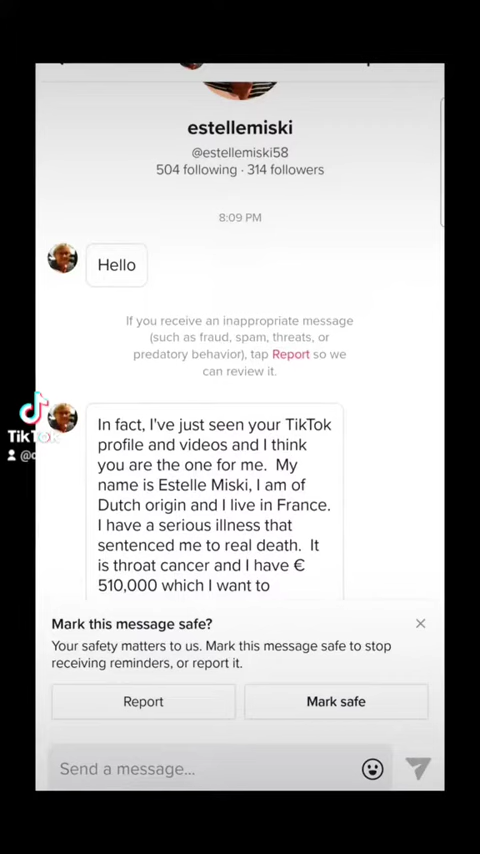 estellemiski
@estellemiski58
504 following · 314 followers
8:09 PM
Hello
If you receive an inappropriate message
(such as fraud, spam, threats, or
predatory behavior), tap Report so we
can review it.
In fact, I've just seen your TikTok
profile and videos and I think
you are the one for me. My
name is Estelle Miski, I am of
Dutch origin and I live in France.
I have a serious illness that
sentenced me to real death. It
is throat cancer and I have €
510,000 which I want to
TikTok
Mark this message safe?
Your safety matters to us. Mark this message safe to stop
receiving reminders, or report it.
Report
Mark safe
Send a message...